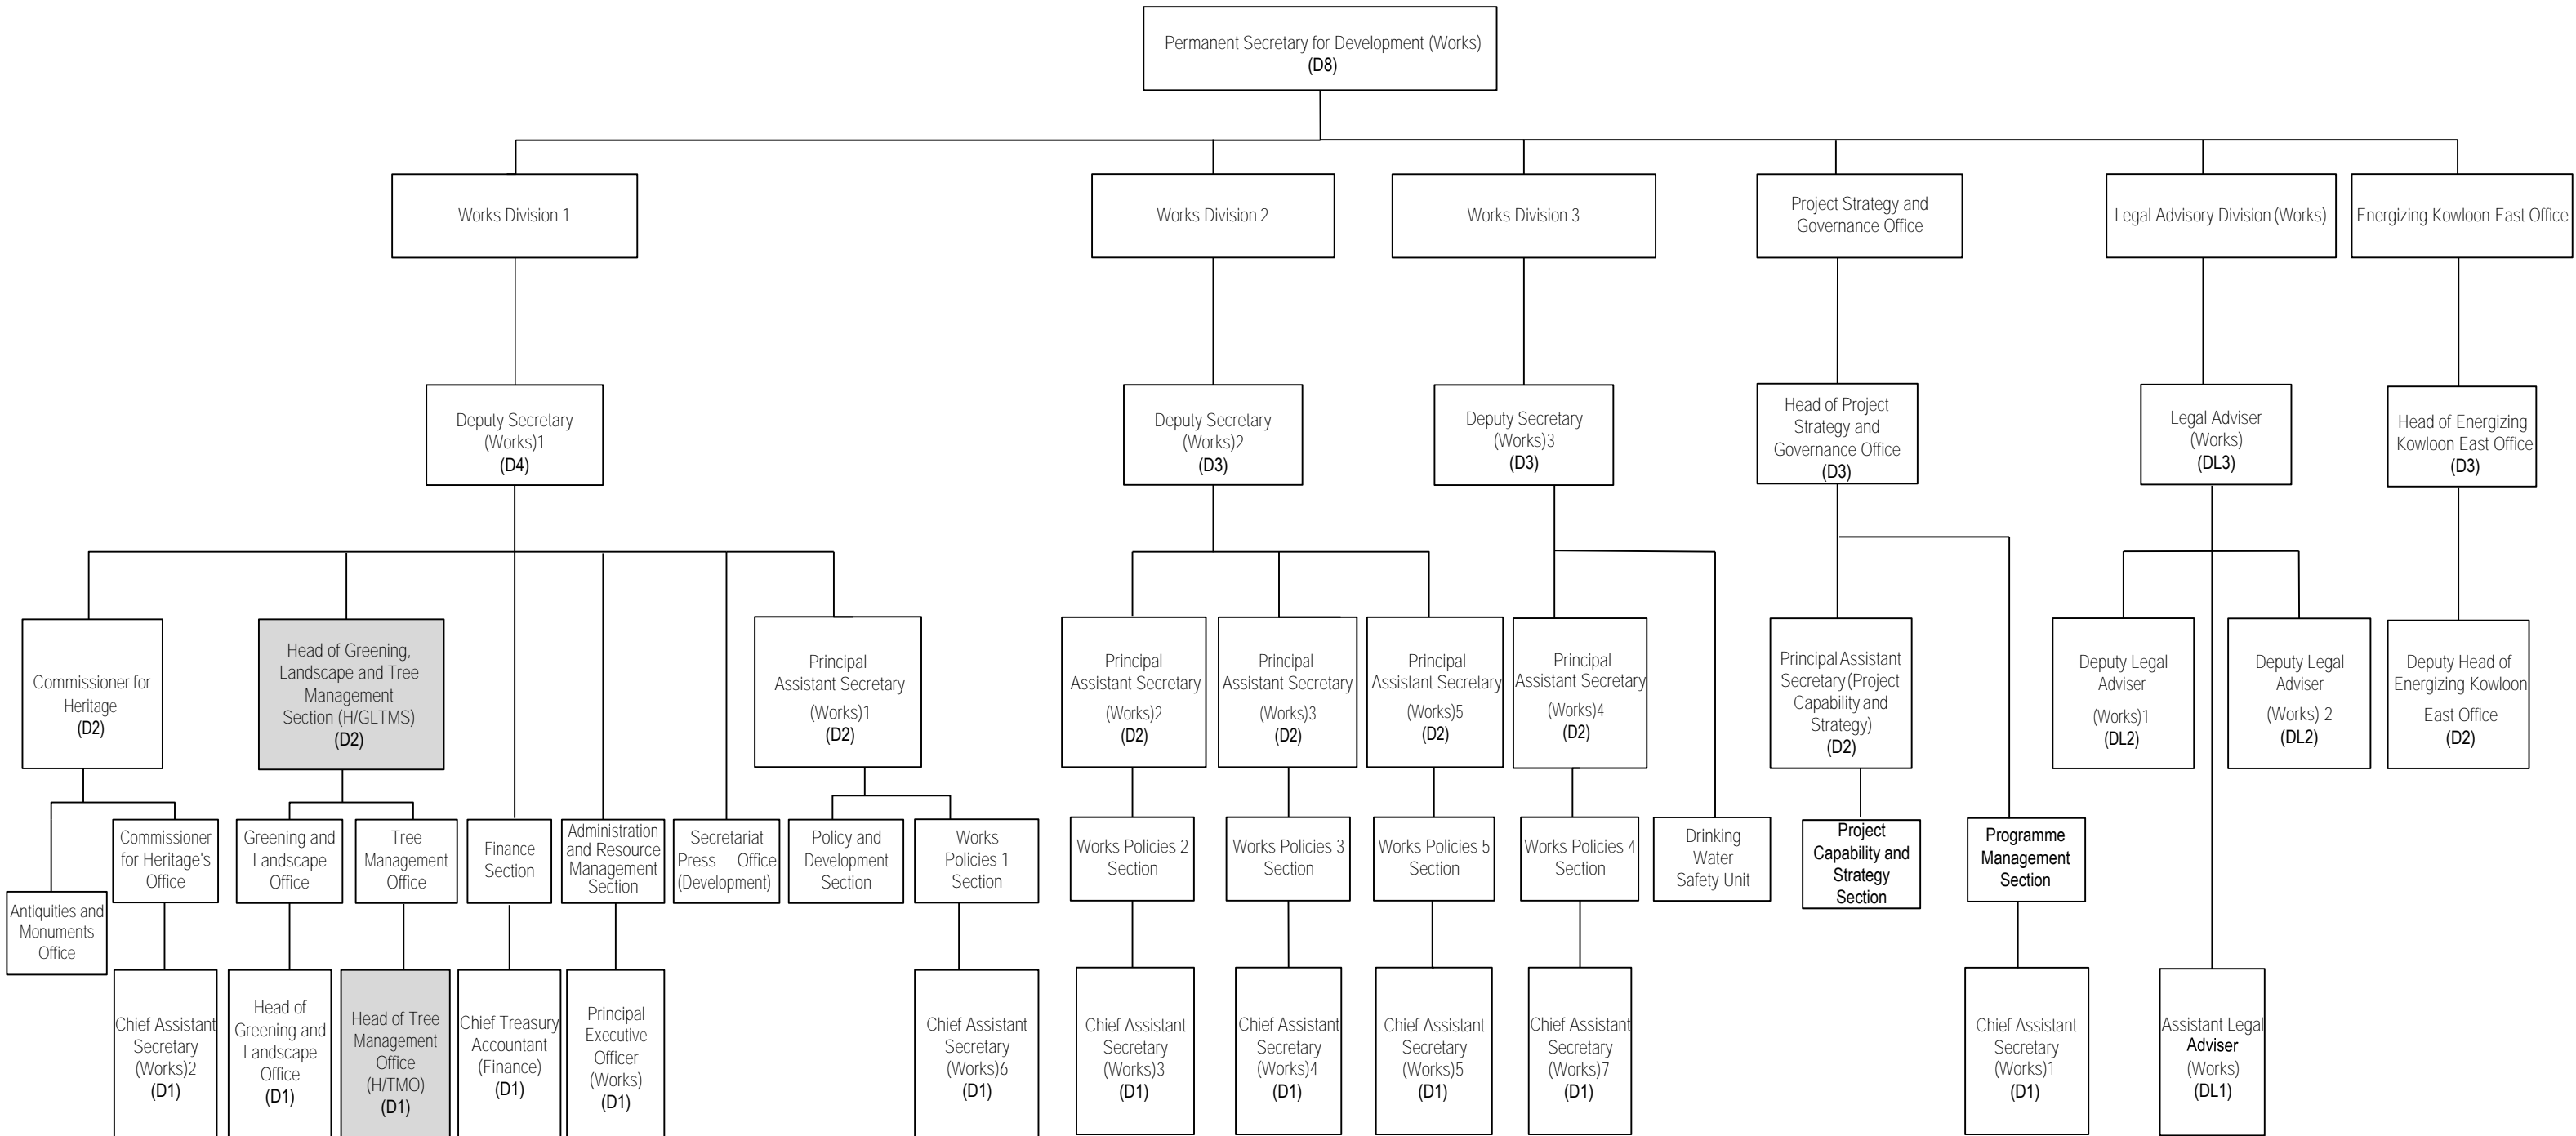 Permanent Secretary for Development (Works)
(D8)
Works Division 1
Works Division 2
Works Division 3
Project Strategy and
Governance Office
Legal Advisory Division (Works)
Energizing Kowloon East Office
Deputy Secretary
(Works)1
(D4)
Deputy Secretary
(Works)2
(D3)
Deputy Secretary
(Works)3
(D3)
Head of Project
Strategy and
Governance Office
(D3)
Legal Adviser
(Works)
(DL3)
Head of Energizing
Kowloon East Office
(D3)
Commissioner for
Heritage
(D2)
Head of Greening,
Landscape and Tree
Management
Section (H/GLTMS)
(D2)
Principal
Assistant Secretary
(Works)1
(D2)
Principal
Assistant Secretary
(Works)2
(D2)
Principal
Assistant Secretary
(Works)3
(D2)
Principal
Assistant Secretary
(Works)5
(D2)
Principal
Assistant Secretary
(Works)4
(D2)
Principal Assistant
Secretary (Project
Capability and
Strategy)
(D2)
Deputy Legal
Adviser
(Works)1
(DL2)
Deputy Legal
Adviser
(Works) 2
(DL2)
Deputy Head of
Energizing Kowloon
East Office
(D2)
Antiquities and
Monuments
Office
Commissioner
for Heritage's
Office
Greening and
Landscape
Office
Tree
Management
Office
Finance
Section
Administration
and Resource
Management
Section
Secretariat
Press Office
(Development)
Policy and
Development
Section
Works
Policies 1
Section
Works Policies 2
Section
Works Policies 3
Section
Works Policies 5
Section
Works Policies 4
Section
Drinking
Water
Safety Unit
Project
Capability and
Strategy
Section
Programme
Management
Section
Chief Assistant
Secretary
(Works)2
(D1)
Head of
Greening and
Landscape
Office
(D1)
Head of Tree
Management
Office
(H/TMO)
(D1)
Chief Treasury
Accountant
(Finance)
(D1)
Principal
Executive
Officer
(Works)
(D1)
Chief Assistant
Secretary
(Works)6
(D1)
Chief Assistant
Secretary
(Works)3
(D1)
Chief Assistant
Secretary
(Works)4
(D1)
Chief Assistant
Secretary
(Works)5
(D1)
Chief Assistant
Secretary
(Works)7
(D1)
Chief Assistant
Secretary
(Works)1
(D1)
Assistant Legal
Adviser
(Works)
(DL1)